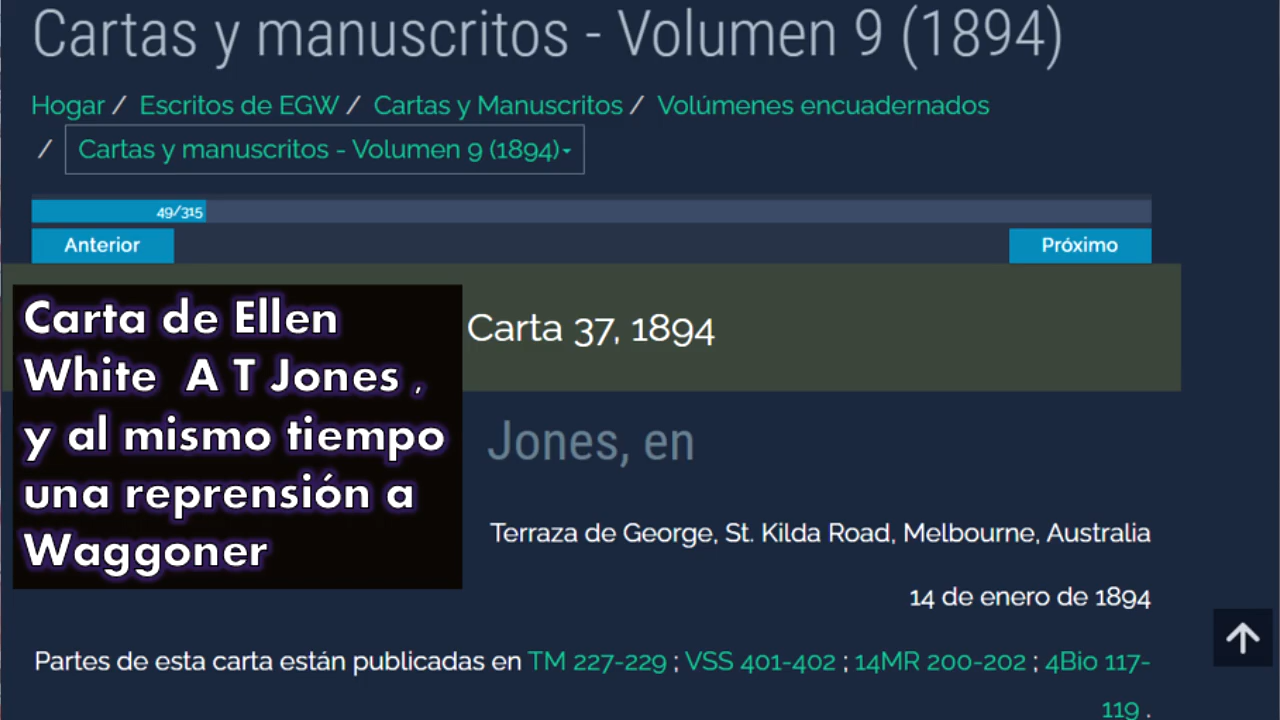 Cartas y manuscritos - Volumen 9 (1894)
Hogar / Escritos de EGW / Cartas y Manuscritos / Volúmenes encuadernados
/ Cartas y manuscritos - Volumen 9 (1894)
49/315
Anterior Próximo
Carta de Ellen
White A T Jones ,
y al mismo tiempo
una reprensión a
Waggoner
Carta 37, 1894
Jones, en
Terraza de George, St. Kilda Road, Melbourne, Australia
14 de enero de 1894
Partes de esta carta están publicadas en TM 227-229 ; VSS 401-402 ; 14MR 200-202 ; 4Bio 117-
119 .